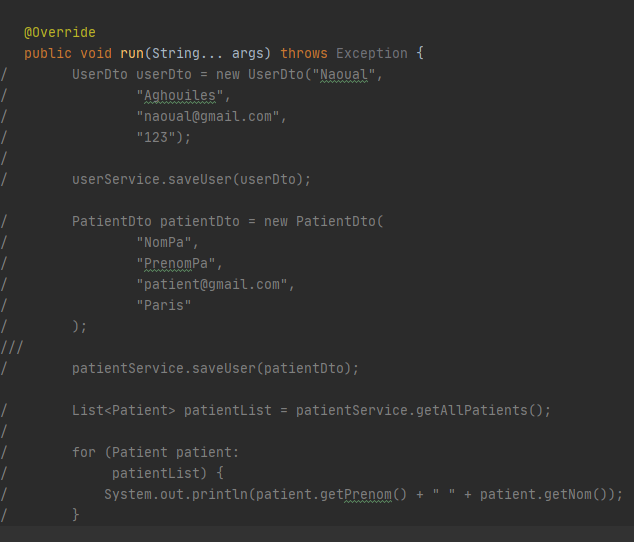 @Override
public void run(String... args) throws Exception {
/        UserDto userDto = new UserDto("Naoual",
/                "Aghouiles",
/                "naoual@gmail.com",
/                "123");
/
/        userService.saveUser(userDto);
/        PatientDto patientDto = new PatientDto(
/                "NomPa",
/                "PrenomPa",
/                "patient@gmail.com",
/                "Paris"
/        );
///
/        patientService.saveUser(patientDto);
/        List<Patient> patientList = patientService.getAllPatients();
/
/        for (Patient patient:
/             patientList) {
/            System.out.println(patient.getPrenom() + " " + patient.getNom());
/        }